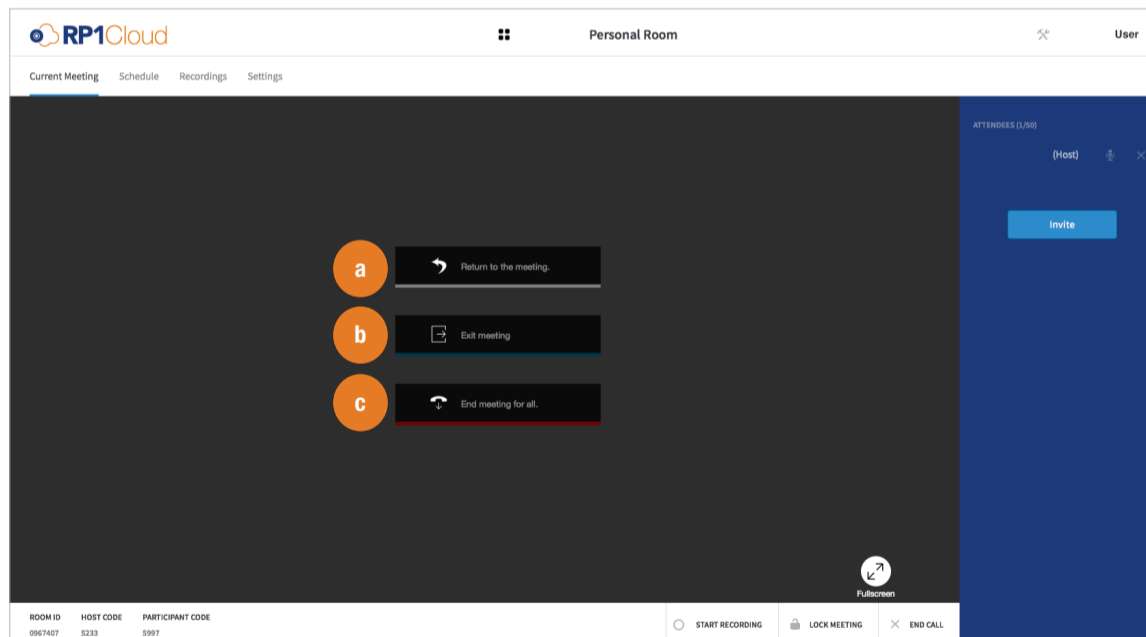 RP1Cloud
Personal Room
User
Current Meeting Schedule Recordings Settings
ATTENDEES (1/50)
(Host)
Invite
a Return to the meeting.
b Exit meeting
c End meeting for all.
Fullscreen
ROOM ID HOST CODE PARTICIPANT CODE
0967407 5233 5997
START RECORDING LOCK MEETING END CALL